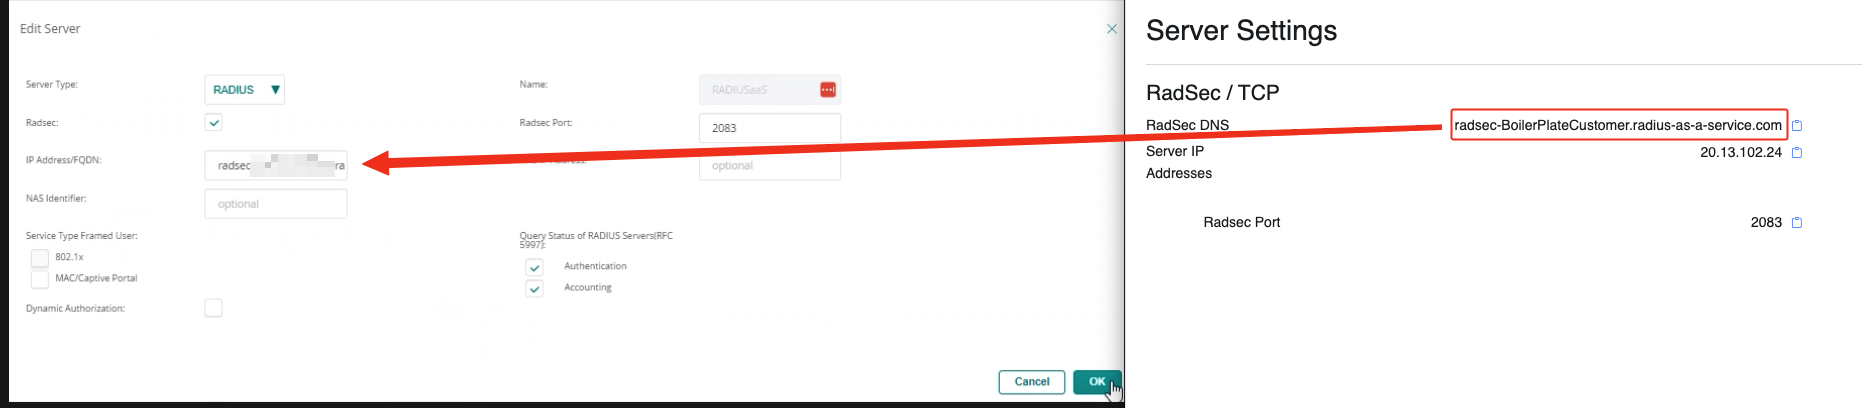 Edit Server
Server Type:
RADIUS
Name:
RADIUSaaS
Radsec:
Radsec Port:
2083
IP Address/FQDN:
radsec
ra
optional
NAS Identifier:
optional
Service Type Framed User:
802.1x
MAC/Captive Portal
Query Status of RADIUS Servers(RFC
5997):
Authentication
Accounting
Dynamic Authorization:
Cancel
OK
Server Settings
RadSec / TCP
RadSec DNS
radsec-BoilerPlateCustomer.radius-as-a-service.com
Server IP
Addresses
20.13.102.24
Radsec Port
2083